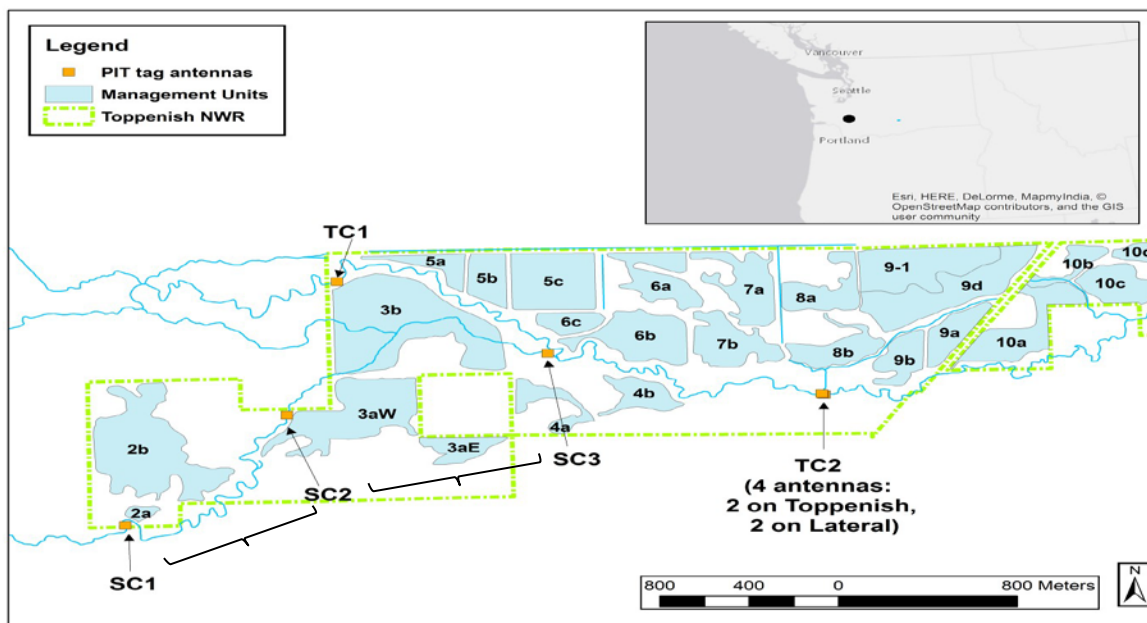 Legend
PIT tag antennas
Management Units
Toppenish NWR
Vancouver
Seattle
Portland
Esri, HERE, DeLorme, MapmyIndia, ©
OpenStreetMap contributors, and the GIS
user community
TC1
5a
5b
5c
6a
7a
8a
9-1
9d
10b
10d
10c
3b
6c
6b
7b
8b
9b
9a
10a
2b
3aW
3aE
4a
4b
SC3
SC2
2a
SC1
TC2
(4 antennas:
2 on Toppenish,
2 on Lateral)
800 400 0 800 Meters
N